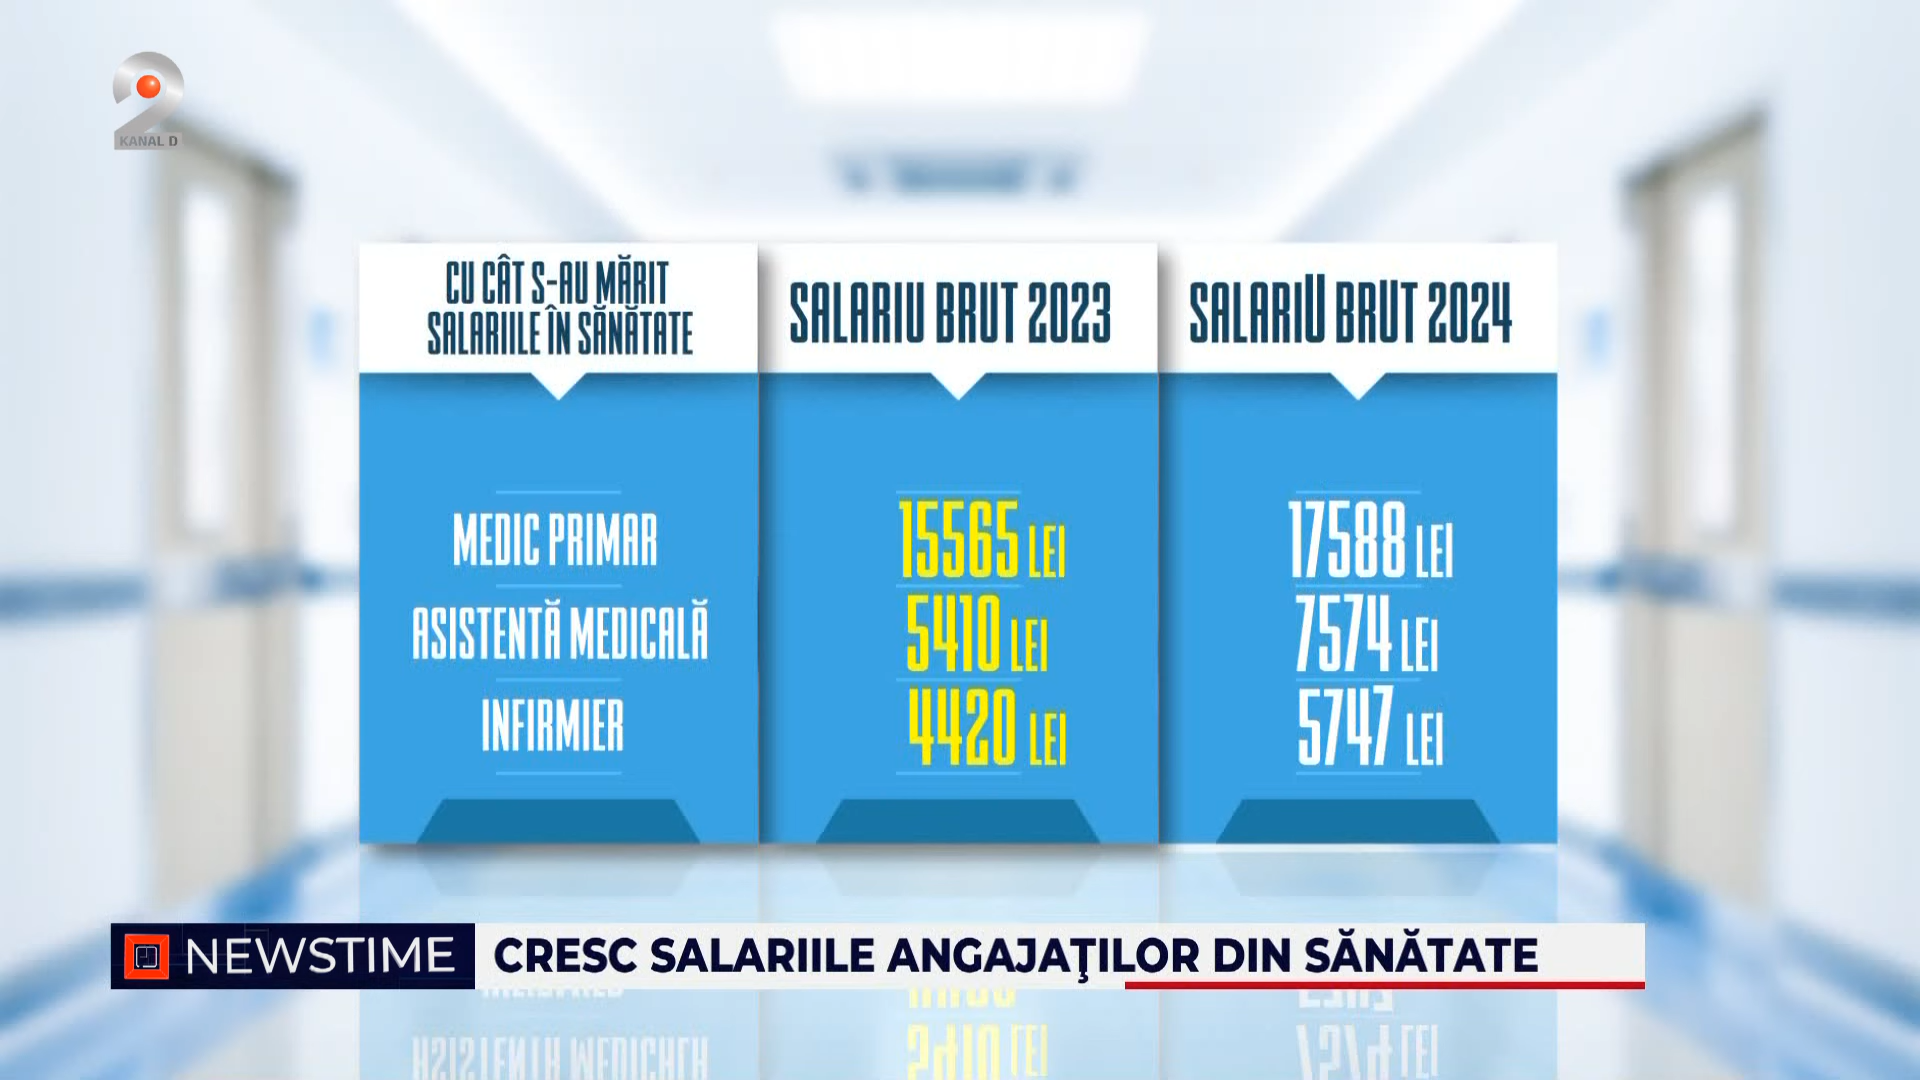 KANAL D
CU CÂT S-AU MĂRIT
SALARIILE ÎN SĂNĂTATE
SALARIU BRUT 2023
SALARIU BRUT 2024
MEDIC PRIMAR
15565 LEI
17588 LEI
ASISTENTĂ MEDICALĂ
5410 LEI
7574 LEI
INFIRMIER
4420 LEI
5747 LEI
NEWSTIME
CRESC SALARIILE ANGAJAŢILOR DIN SĂNĂTATE